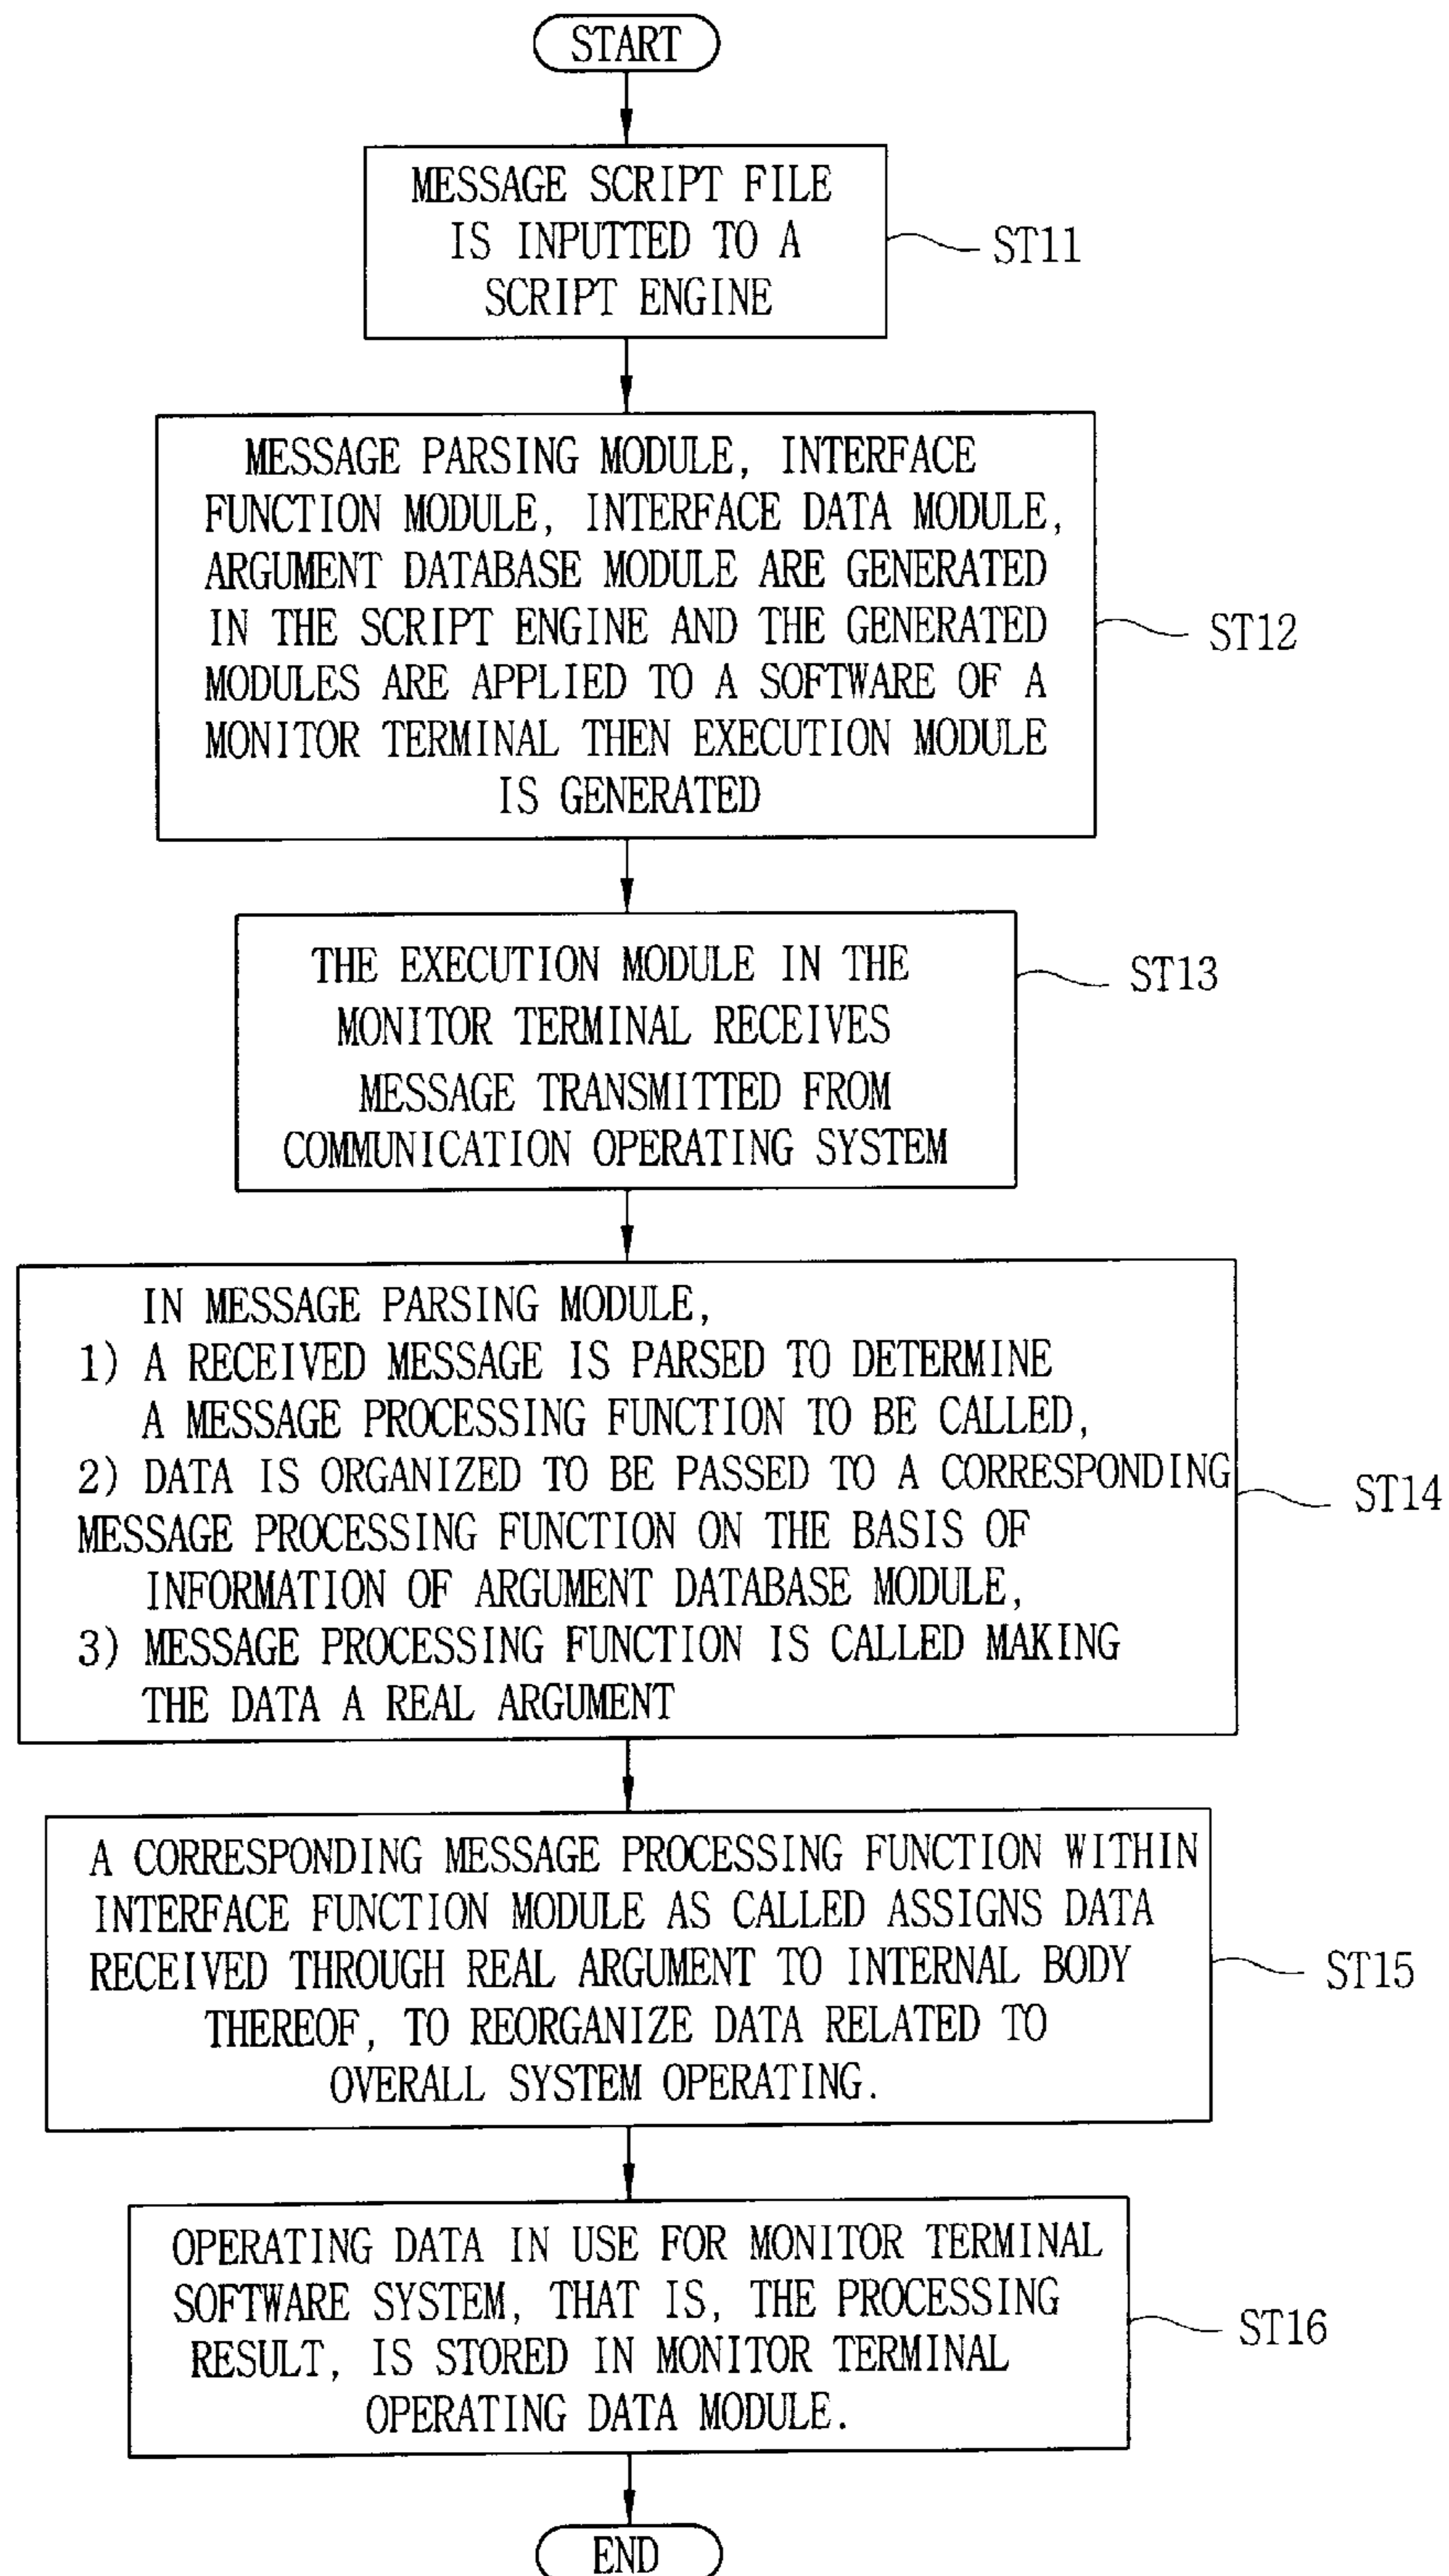 START
MESSAGE SCRIPT FILE
IS INPUTTED TO A
SCRIPT ENGINE
ST11
MESSAGE PARSING MODULE, INTERFACE
FUNCTION MODULE, INTERFACE DATA MODULE,
ARGUMENT DATABASE MODULE ARE GENERATED
IN THE SCRIPT ENGINE AND THE GENERATED
MODULES ARE APPLIED TO A SOFTWARE OF A
MONITOR TERMINAL THEN EXECUTION MODULE
IS GENERATED
ST12
THE EXECUTION MODULE IN THE
MONITOR TERMINAL RECEIVES
MESSAGE TRANSMITTED FROM
COMMUNICATION OPERATING SYSTEM
ST13
IN MESSAGE PARSING MODULE,
1) A RECEIVED MESSAGE IS PARSED TO DETERMINE
A MESSAGE PROCESSING FUNCTION TO BE CALLED,
2) DATA IS ORGANIZED TO BE PASSED TO A CORRESPONDING
MESSAGE PROCESSING FUNCTION ON THE BASIS OF
INFORMATION OF ARGUMENT DATABASE MODULE,
3) MESSAGE PROCESSING FUNCTION IS CALLED MAKING
THE DATA A REAL ARGUMENT
ST14
A CORRESPONDING MESSAGE PROCESSING FUNCTION WITHIN
INTERFACE FUNCTION MODULE AS CALLED ASSIGNS DATA
RECEIVED THROUGH REAL ARGUMENT TO INTERNAL BODY
THEREOF, TO REORGANIZE DATA RELATED TO
OVERALL SYSTEM OPERATING.
ST15
OPERATING DATA IN USE FOR MONITOR TERMINAL
SOFTWARE SYSTEM, THAT IS, THE PROCESSING
RESULT, IS STORED IN MONITOR TERMINAL
OPERATING DATA MODULE.
ST16
END